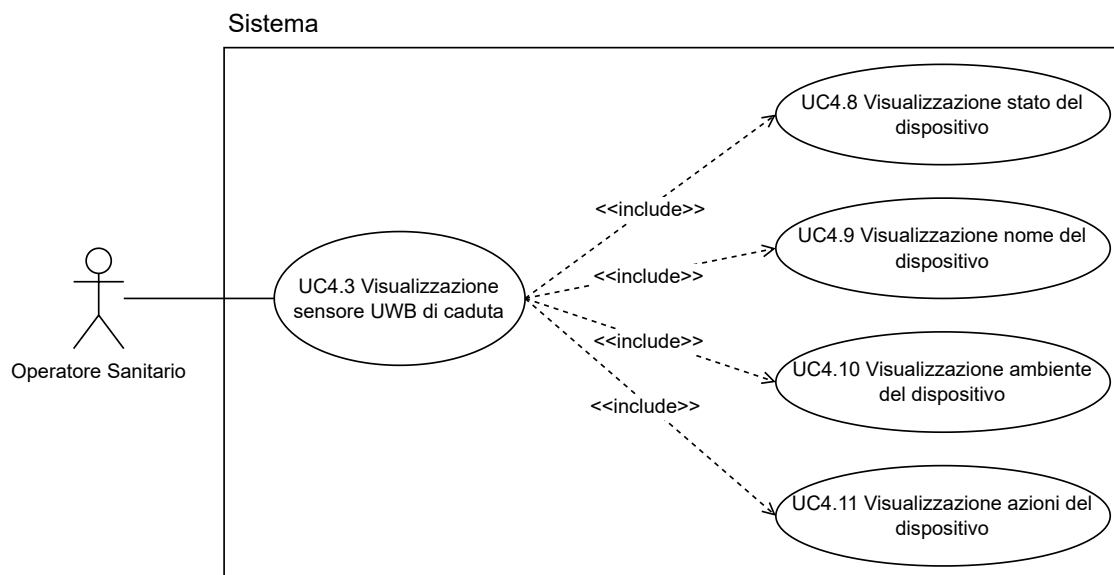 Sistema
UC4.8 Visualizzazione stato del
dispositivo
<<include>>
UC4.9 Visualizzazione nome del
dispositivo
<<include>>
UC4.3 Visualizzazione
sensore UWB di caduta
<<include>>
Operatore Sanitario
UC4.10 Visualizzazione ambiente
del dispositivo
<<include>>
UC4.11 Visualizzazione azioni del
dispositivo